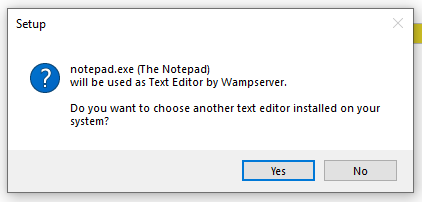 Setup
notepad.exe (The Notepad)
will be used as Text Editor by Wampserver.
Do you want to choose another text editor installed on your
system?
Yes
No